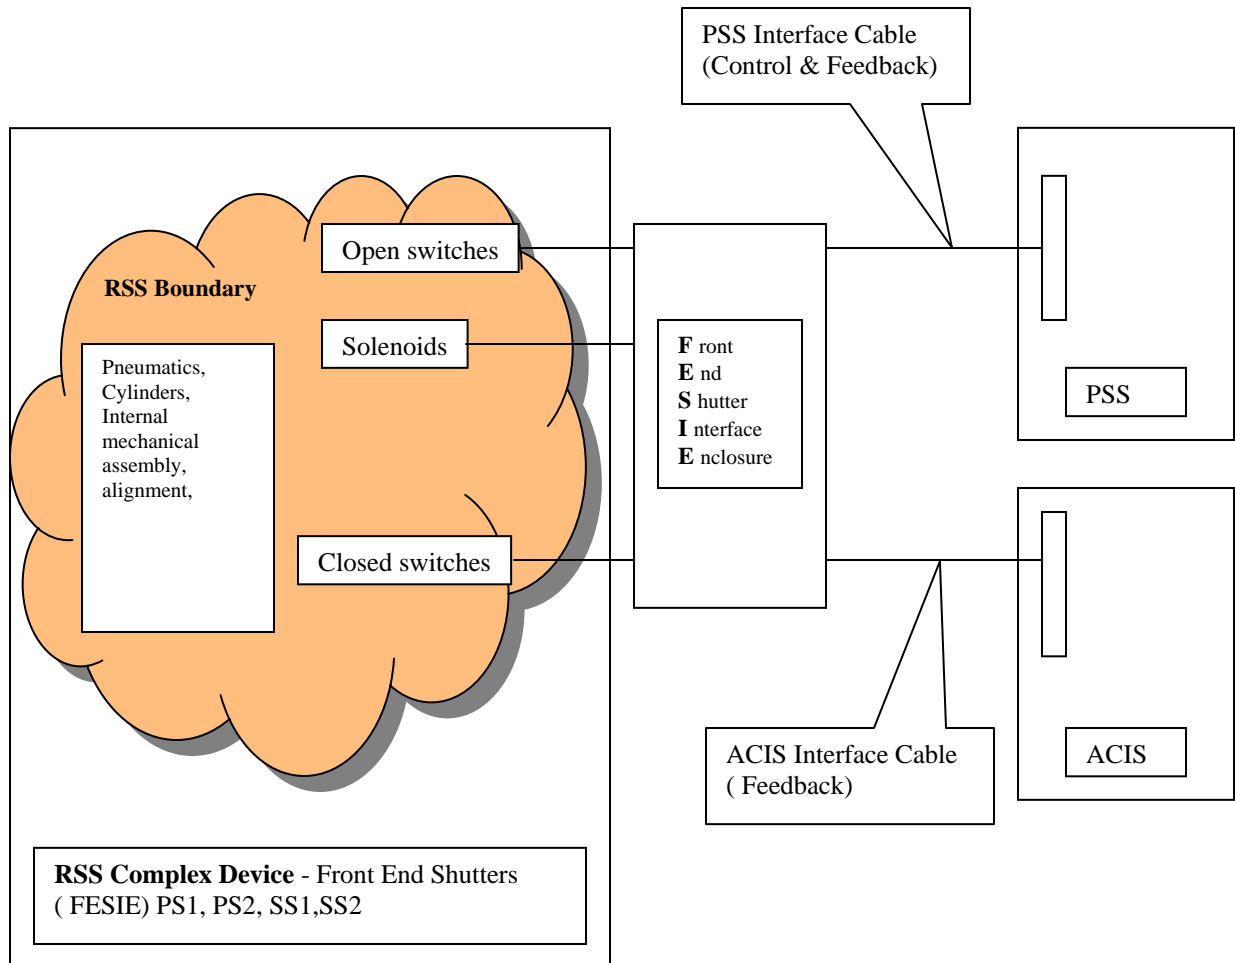 PSS Interface Cable
(Control & Feedback)
Open switches
RSS Boundary
Solenoids
Pneumatics,
Cylinders,
Internal
mechanical
assembly,
alignment,
F ront
E nd
S hutter
I nterface
E nclosure
PSS
Closed switches
ACIS Interface Cable
( Feedback)
ACIS
RSS Complex Device - Front End Shutters
( FESIE) PS1, PS2, SS1,SS2